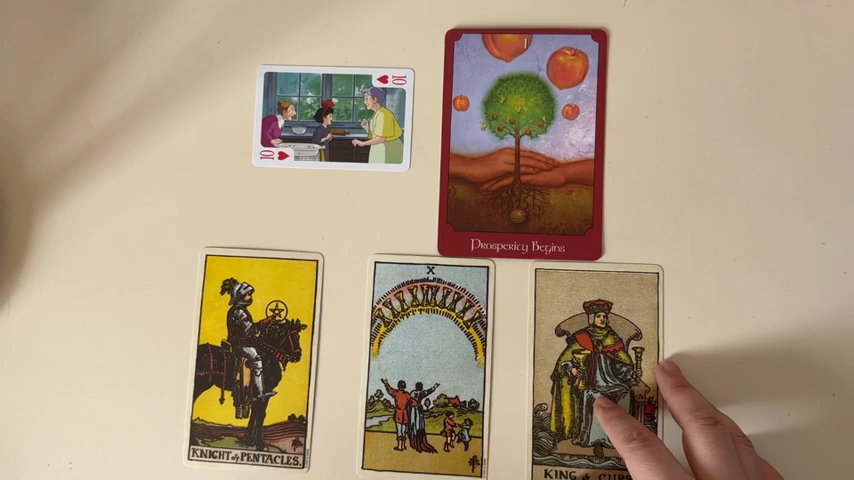 10
10
I
Prosperity Begins
KNIGHT of PENTACLES.
X
KING of CUPS